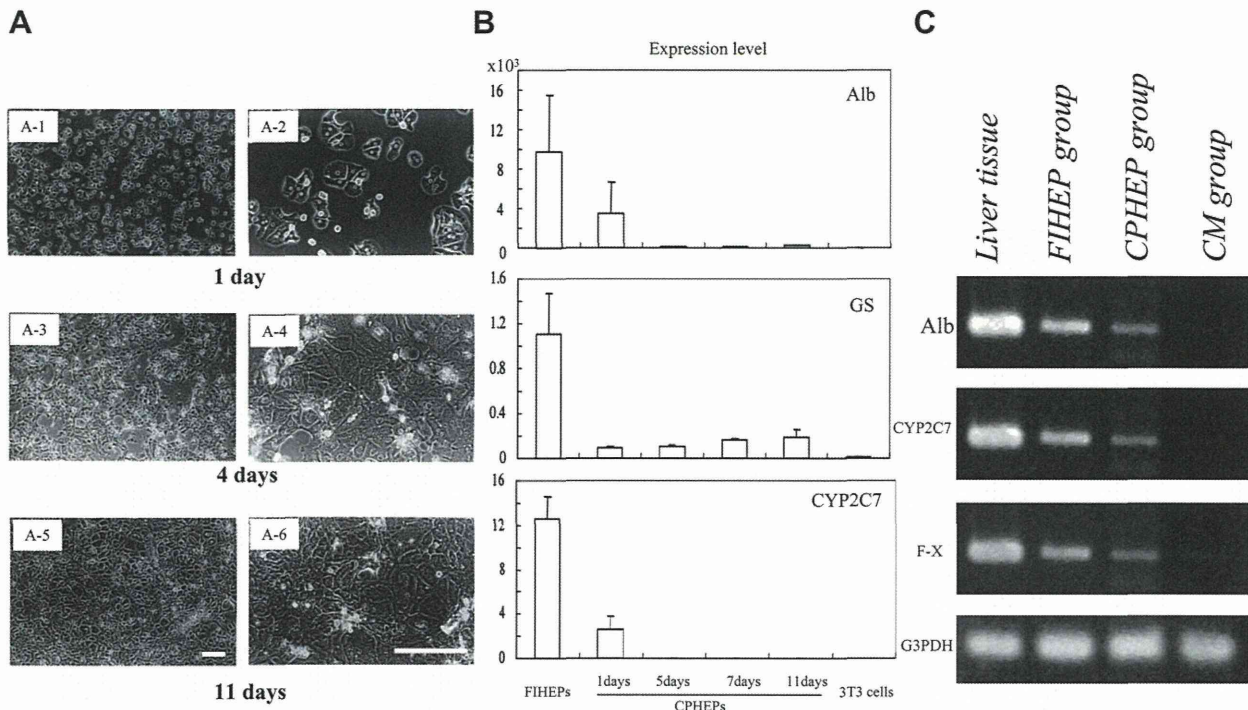 A
A-1
A-2
1 day
A-3
A-4
4 days
A-5
A-6
11 days
B
Expression level
x10³
16
12
8
4
0
Alb
1.6
1.2
0.8
0.4
0
GS
16
12
8
4
0
CYP2C7
FIHEPs
1days
5days
7days
11days
3T3 cells
CPHEPs
C
Liver tissue
FIHEP group
CPHEP group
CM group
Alb
CYP2C7
F-X
G3PDH